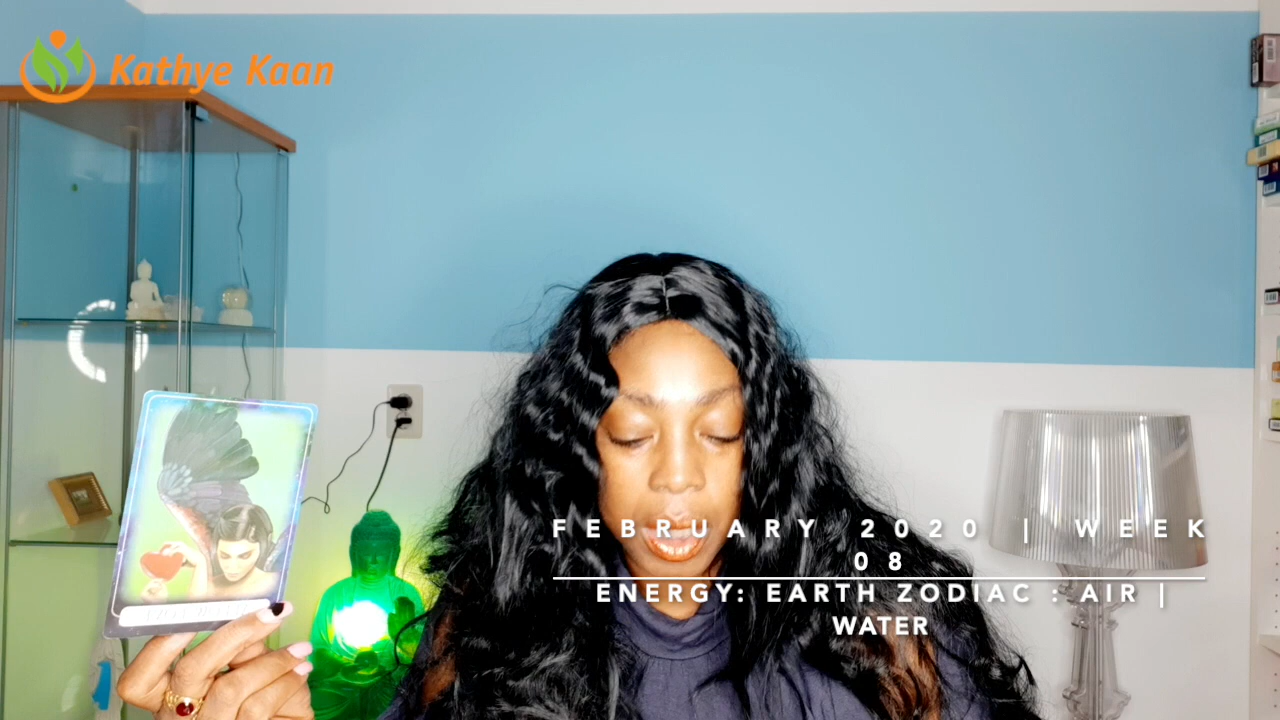 Kathye Kaan
FEBRUARY 2020 | WEEK
08
ENERGY: EARTH ZODIAC : AIR |
WATER